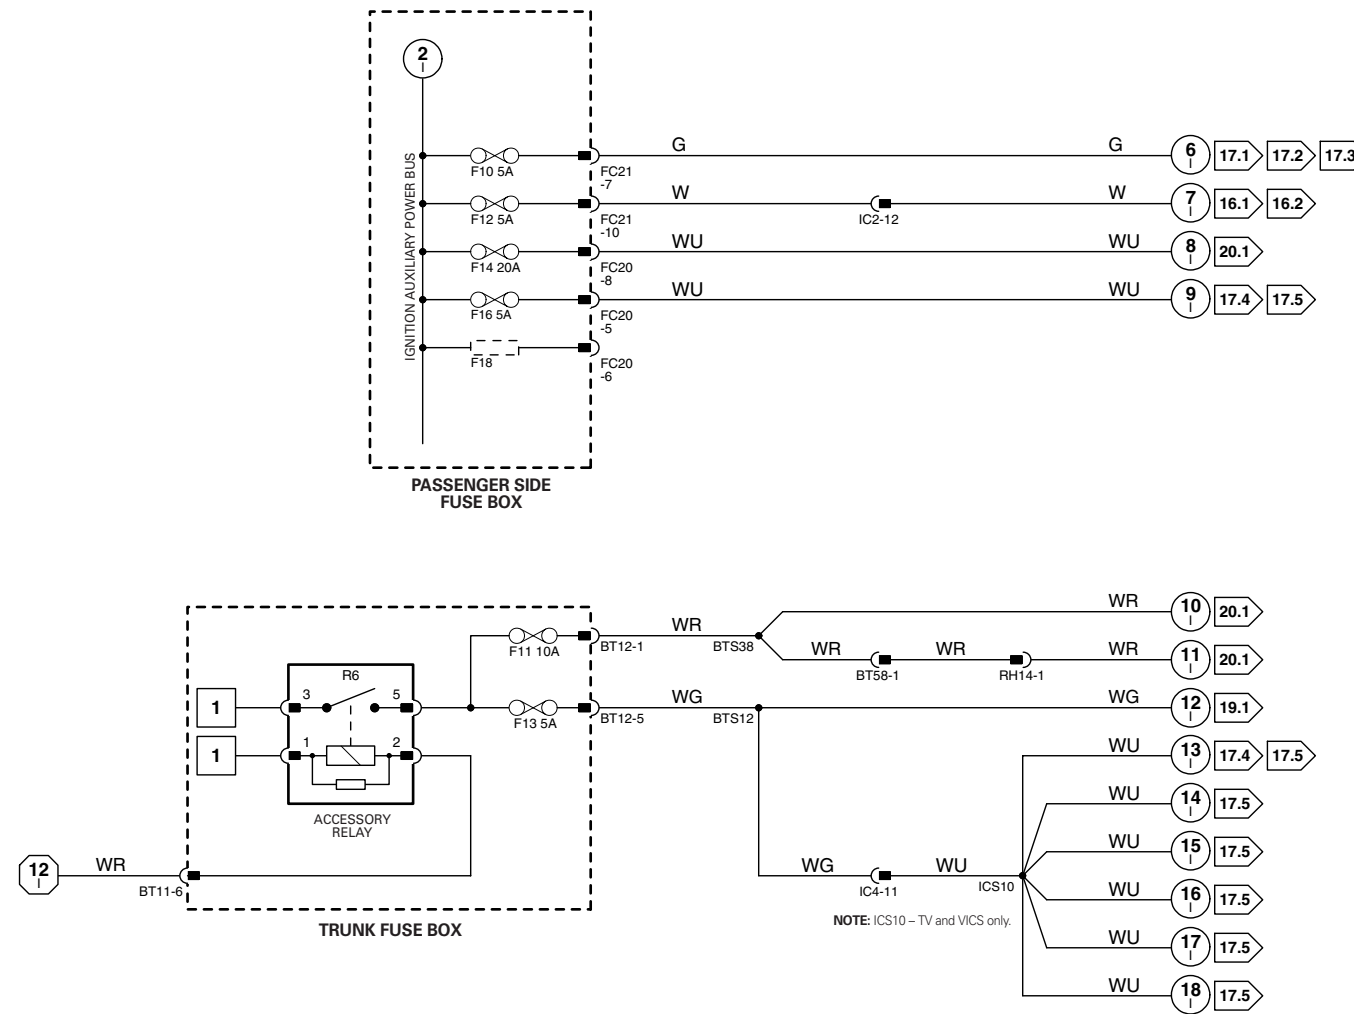 2
I
IGNITION AUXILIARY POWER BUS
F10 5A
FC21
-7
G
G
6
I
17.1
17.2
17.3
F12 5A
FC21
-10
W
IC2-12
W
7
I
16.1
16.2
F14 20A
FC20
-8
WU
WU
8
I
20.1
F16 5A
FC20
-5
WU
WU
9
I
17.4
17.5
F18
FC20
-6
PASSENGER SIDE
FUSE BOX
WR
10
I
20.1
F11 10A
BT12-1
WR
BTS38
WR
BT58-1
WR
RH14-1
WR
11
I
20.1
R6
1
3
5
F13 5A
BT12-5
WG
BTS12
WG
12
I
19.1
1
1
2
ACCESSORY
RELAY
WU
13
I
17.4
17.5
WU
14
I
17.5
WU
15
I
17.5
12
I
WR
BT11-6
WG
IC4-11
WU
ICS10
WU
16
I
17.5
NOTE: ICS10 – TV and VICS only.
TRUNK FUSE BOX
WU
17
I
17.5
WU
18
I
17.5